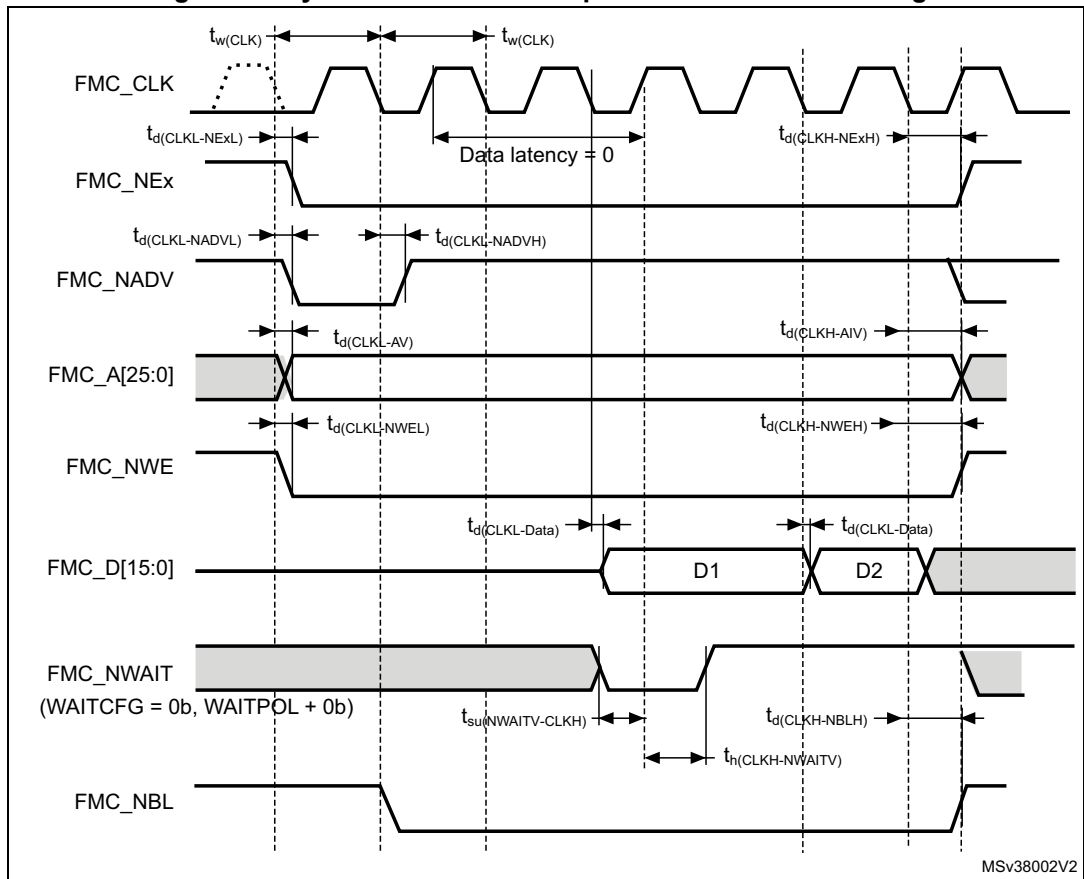 tw(CLK) tw(CLK)
FMC_CLK
td(CLKL-NExL) td(CLKH-NExH)
Data latency = 0
FMC_NEx
td(CLKL-NADVL) td(CLKL-NADVH)
FMC_NADV
td(CLKL-AV) td(CLKH-AIV)
FMC_A[25:0]
td(CLKL-NWEL) td(CLKH-NWEH)
FMC_NWE
td(CLKL-Data) td(CLKL-Data)
FMC_D[15:0] D1 D2
FMC_NWAIT
(WAITCFG = 0b, WAITPOL + 0b)
tsu(NWAITV-CLKH) td(CLKH-NBLH)
th(CLKH-NWAITV)
FMC_NBL
MSv38002V2